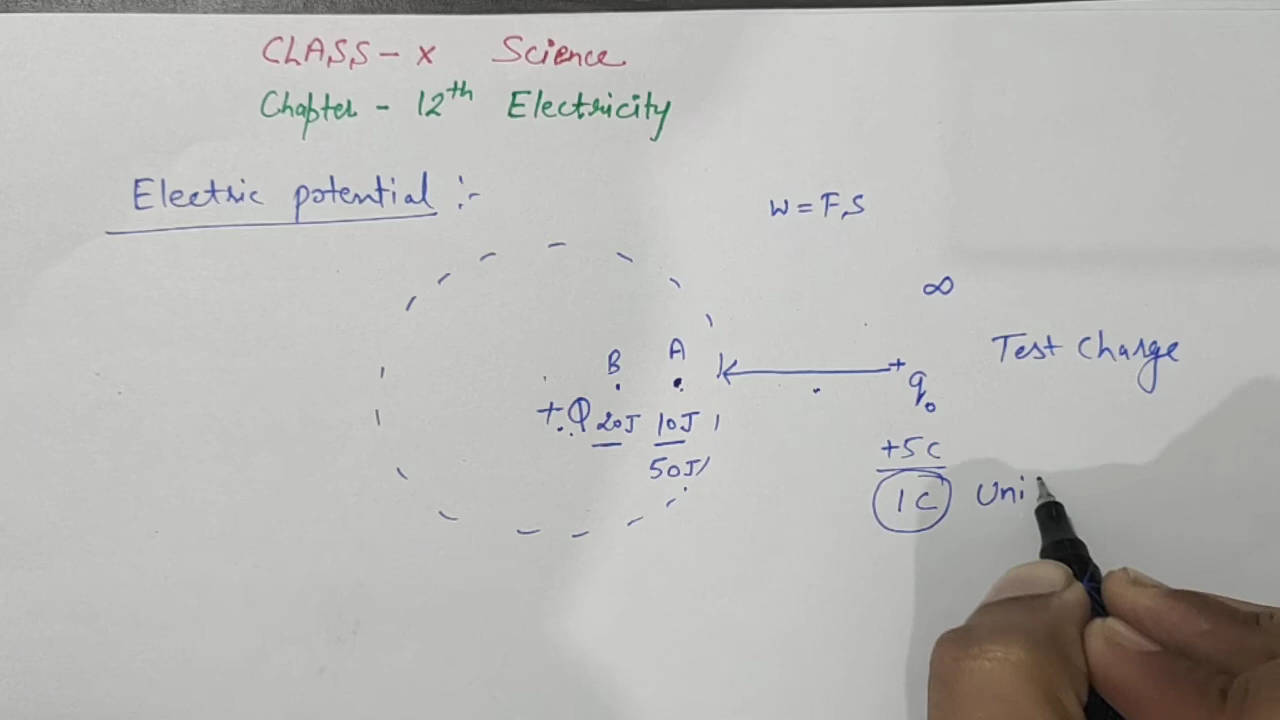 CLASS - X Science
Chapter - 12th Electricity
Electric potential :-
W = F.S
∞
Test Charge
B A
+ q₀
+Q 20J 10J
+5C
50J
1C Uni